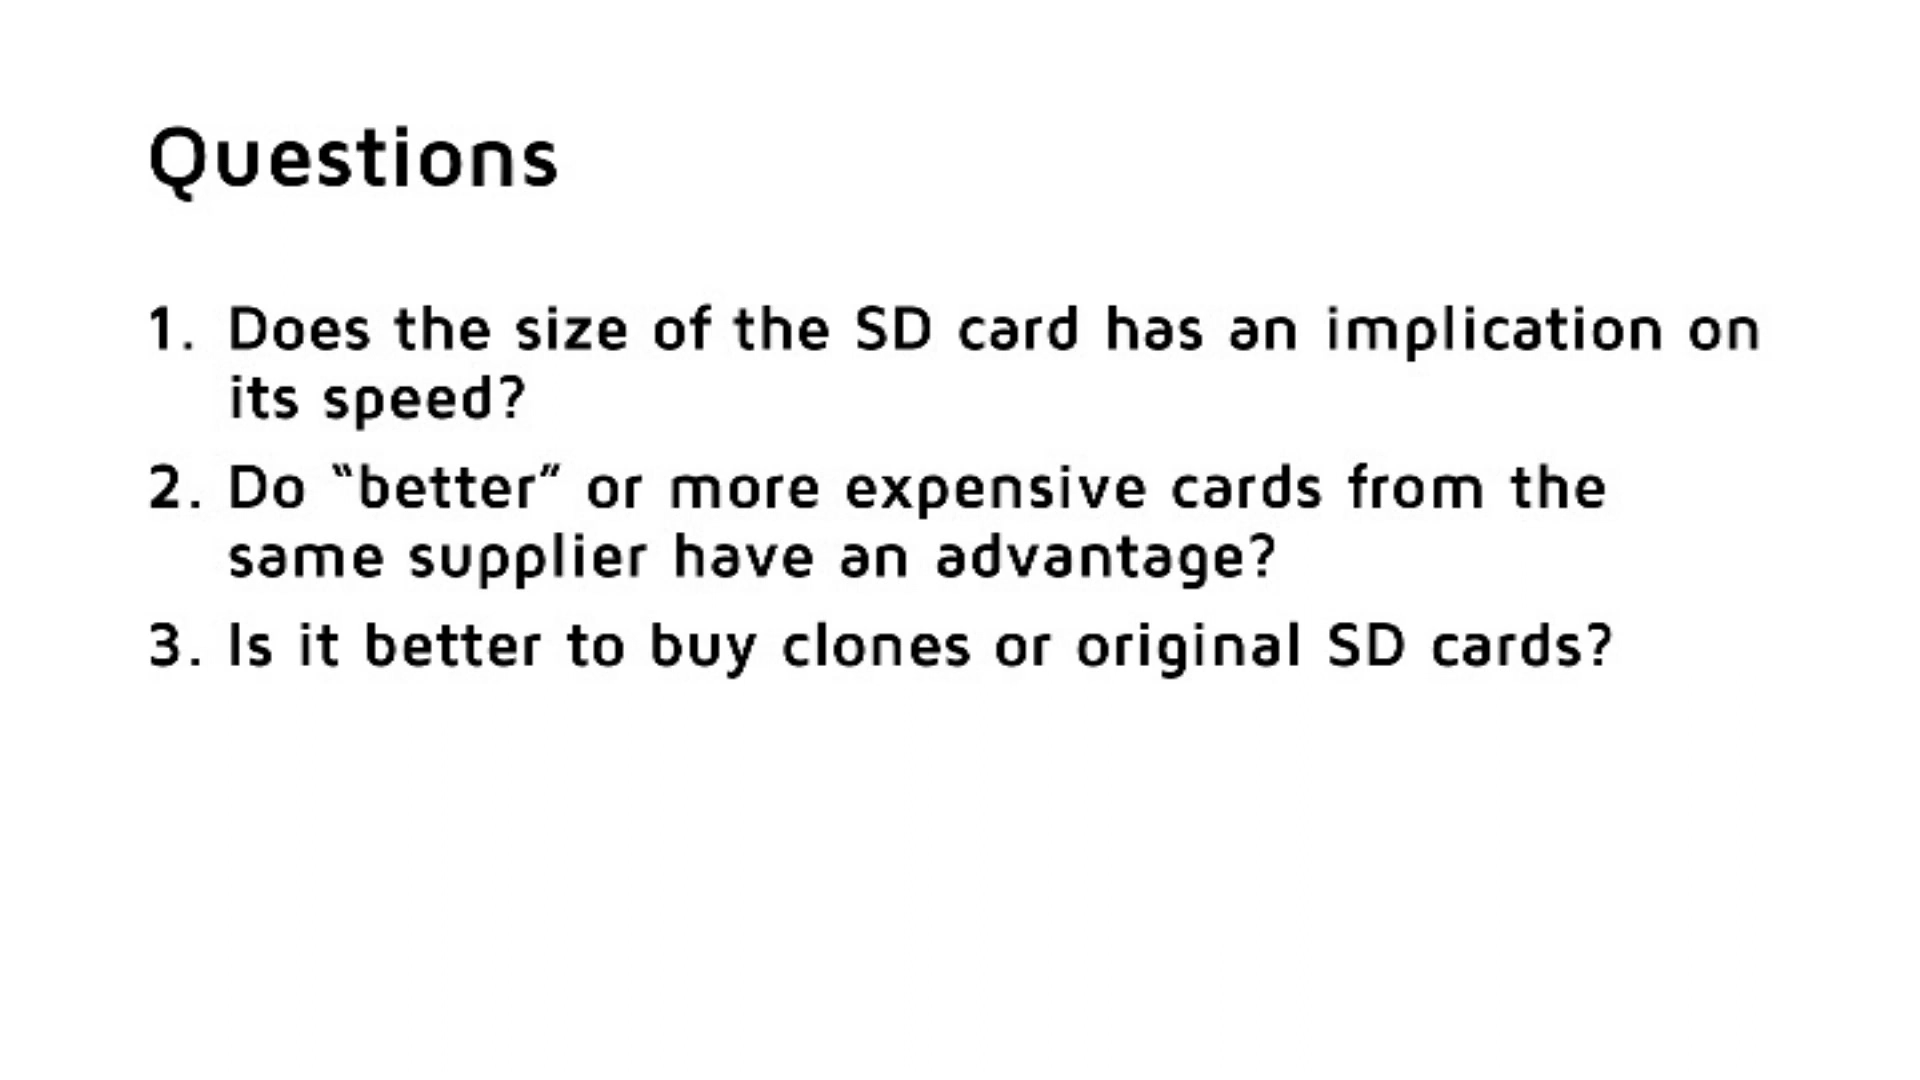 Questions
1. Does the size of the SD card has an implication on
its speed?
2. Do “better” or more expensive cards from the
same supplier have an advantage?
3. Is it better to buy clones or original SD cards?